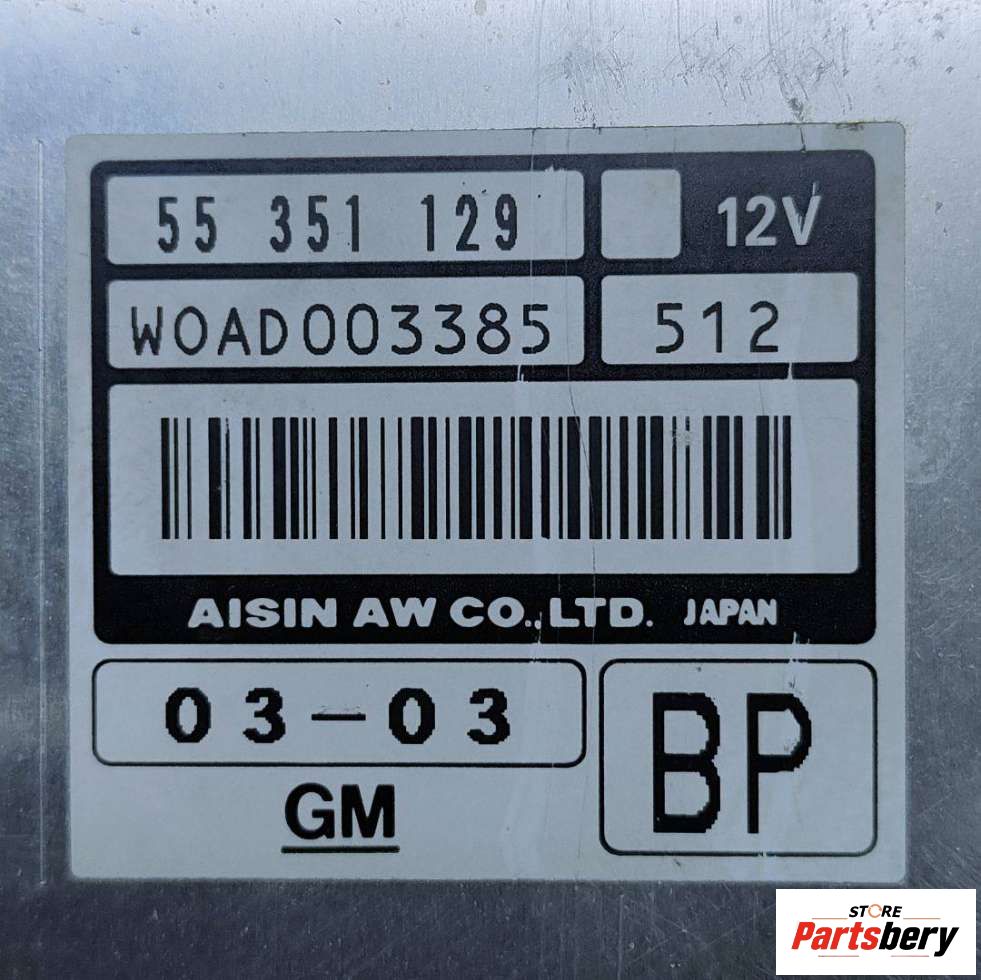 55 351 129
12V
WOAD003385
512
AISIN AW CO.,LTD. JAPAN
03-03
BP
GM
STORE
Partsbery